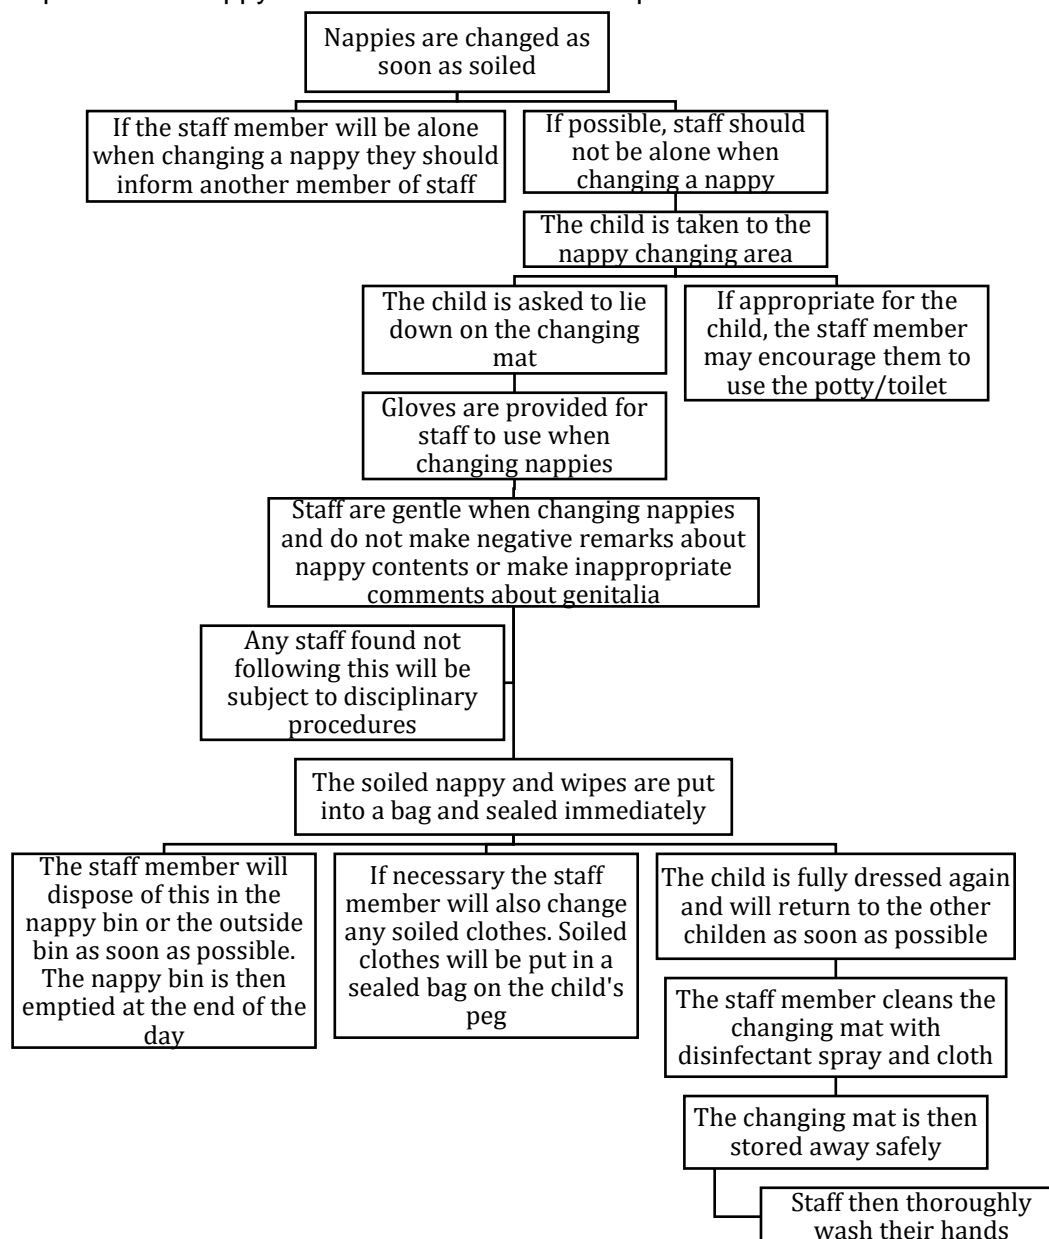 Nappies are changed as
soon as soiled
If the staff member will be alone
when changing a nappy they should
inform another member of staff
If possible, staff should
not be alone when
changing a nappy
The child is taken to the
nappy changing area
The child is asked to lie
down on the changing
mat
If appropriate for the
child, the staff member
may encourage them to
use the potty/toilet
Gloves are provided for
staff to use when
changing nappies
Staff are gentle when changing nappies
and do not make negative remarks about
nappy contents or make inappropriate
comments about genitalia
Any staff found not
following this will be
subject to disciplinary
procedures
The soiled nappy and wipes are put
into a bag and sealed immediately
The staff member will
dispose of this in the
nappy bin or the outside
bin as soon as possible.
The nappy bin is then
emptied at the end of the
day
If necessary the staff
member will also change
any soiled clothes. Soiled
clothes will be put in a
sealed bag on the child's
peg
The child is fully dressed again
and will return to the other
childen as soon as possible
The staff member cleans the
changing mat with
disinfectant spray and cloth
The changing mat is then
stored away safely
Staff then thoroughly
wash their hands